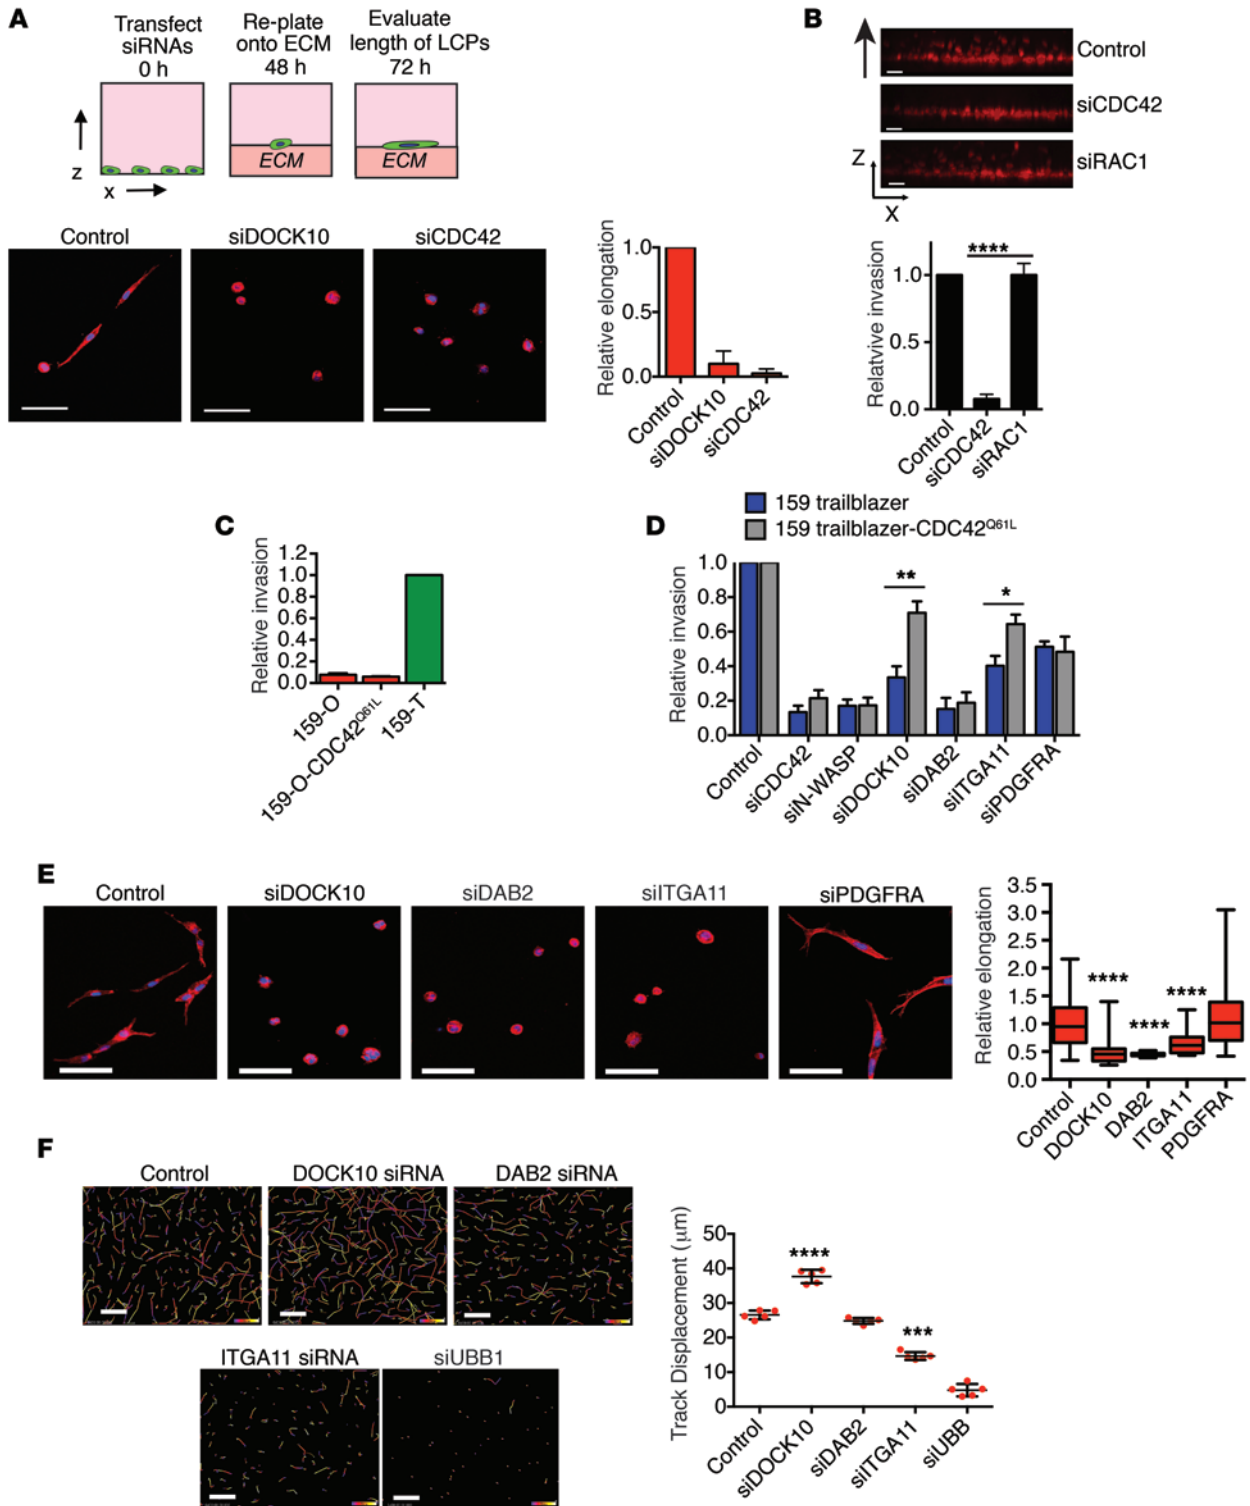 A
Transfect
siRNAs
0 h
Re-plate
onto ECM
48 h
Evaluate
length of LCPs
72 h
z
x
ECM
ECM
Control
siDOCK10
siCDC42
Relative elongation
1.0
0.5
0.0
Control
siDOCK10
siCDC42
B
Control
siCDC42
siRAC1
Z
X
Relatvive invasion
****
1.0
0.5
0.0
Control
siCDC42
siRAC1
C
Relative invasion
1.2
1.0
0.8
0.6
0.4
0.2
0.0
159-O
159-O-CDC42Q61L
159-T
159 trailblazer
159 trailblazer-CDC42Q61L
D
Relative invasion
1.0
0.8
0.6
0.4
0.2
0.0
**
*
Control
siCDC42
siN-WASP
siDOCK10
siDAB2
siITGA11
siPDGFRA
E
Control
siDOCK10
siDAB2
siITGA11
siPDGFRA
Relative elongation
3.5
3.0
2.5
2.0
1.5
1.0
0.5
0.0
****
****
****
Control
DOCK10
DAB2
ITGA11
PDGFRA
F
Control
DOCK10 siRNA
DAB2 siRNA
ITGA11 siRNA
siUBB1
Track Displacement (μm)
50
40
30
20
10
0
****
***
Control
siDOCK10
siDAB2
siITGA11
siUBB